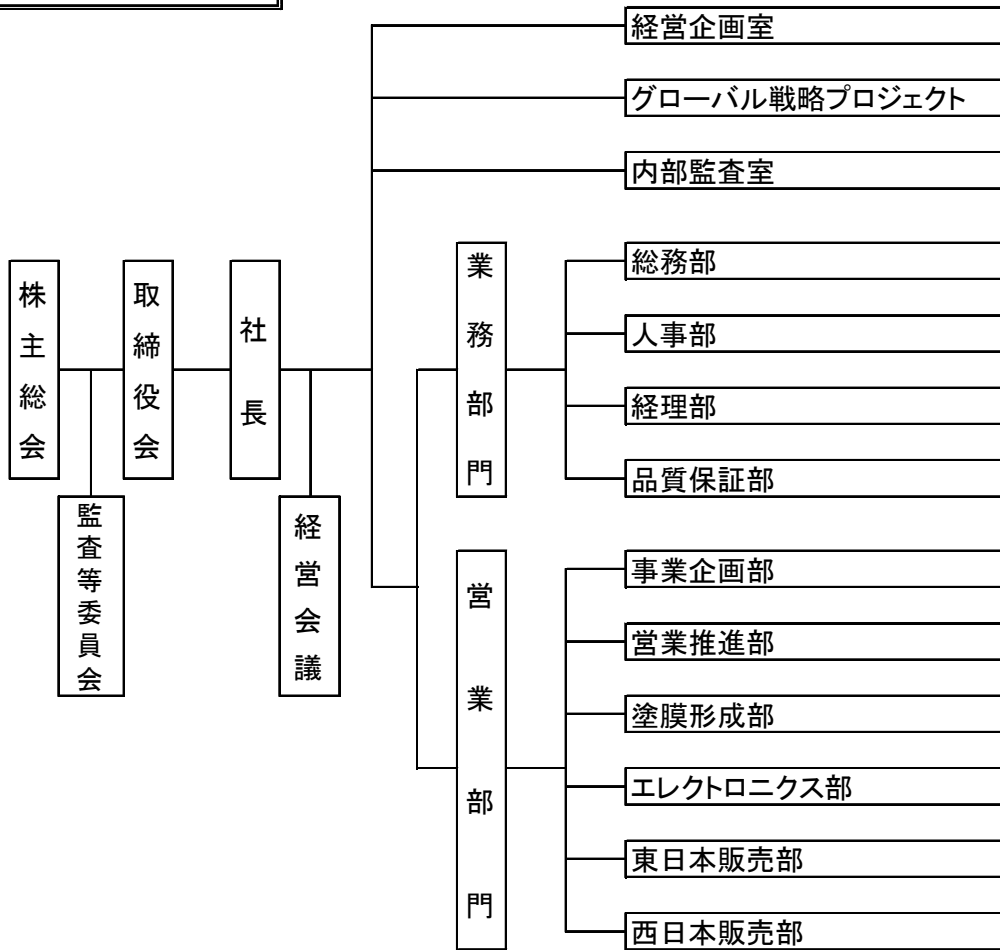 株主総会
監査等委員会
取締役会
社長
経営会議
経営企画室
グローバル戦略プロジェクト
内部監査室
業務部門
総務部
人事部
経理部
品質保証部
営業部門
事業企画部
営業推進部
塗膜形成部
エレクトロニクス部
東日本販売部
西日本販売部